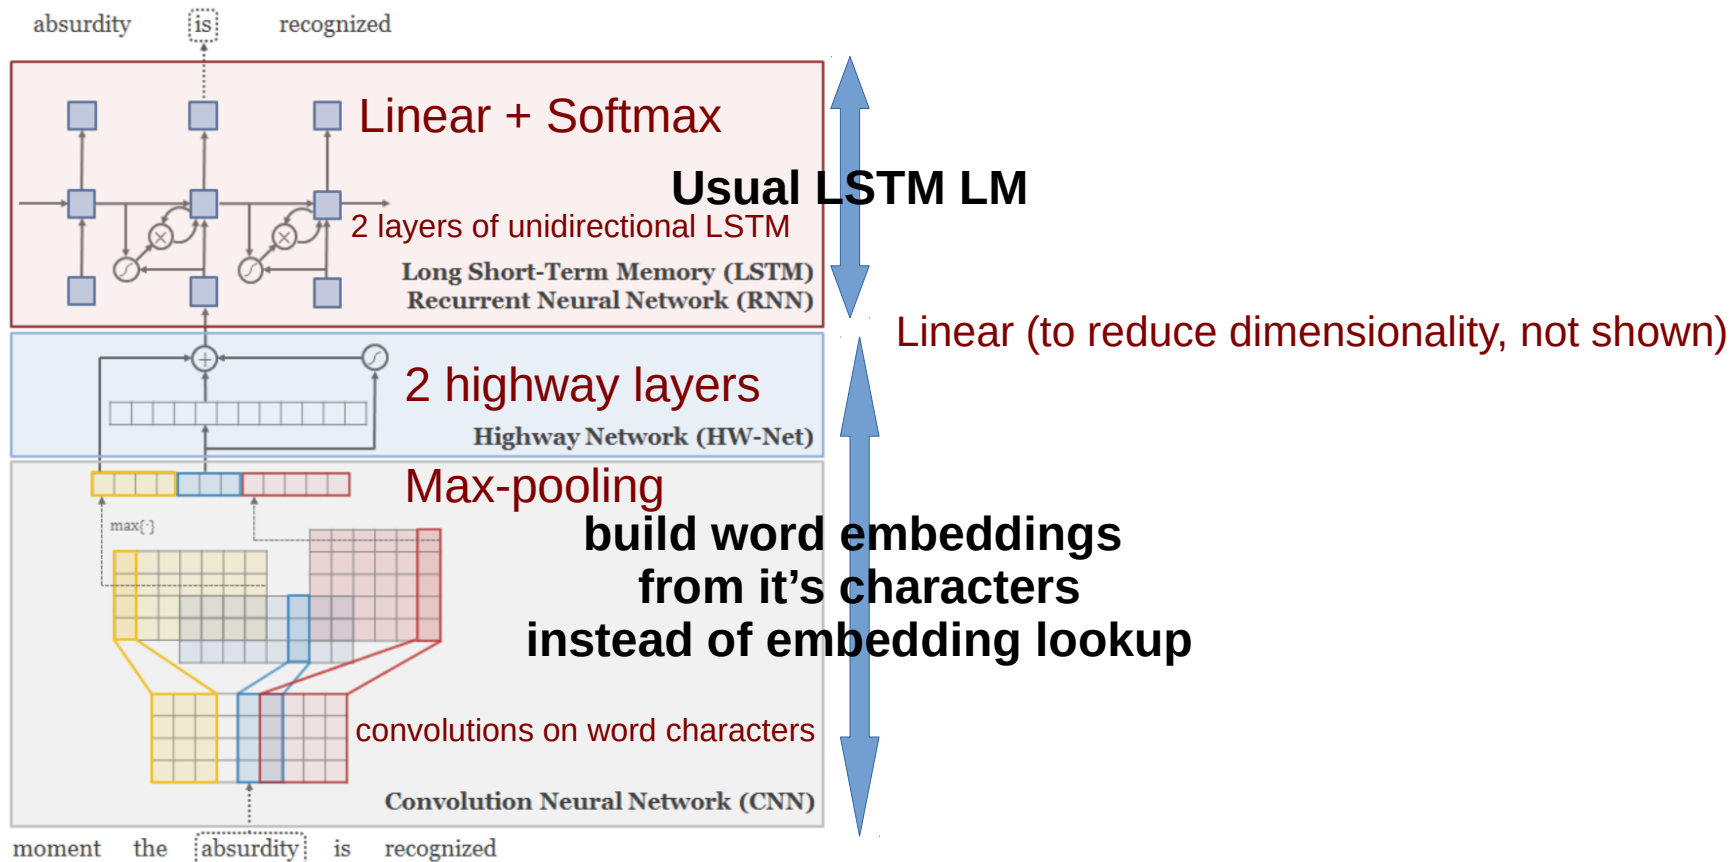 absurdity is recognized
Linear + Softmax
Usual LSTM LM
2 layers of unidirectional LSTM
Long Short-Term Memory (LSTM)
Recurrent Neural Network (RNN)
Linear (to reduce dimensionality, not shown)
2 highway layers
Highway Network (HW-Net)
Max-pooling
max{·}
build word embeddings
from it’s characters
instead of embedding lookup
convolutions on word characters
Convolution Neural Network (CNN)
moment the absurdity is recognized